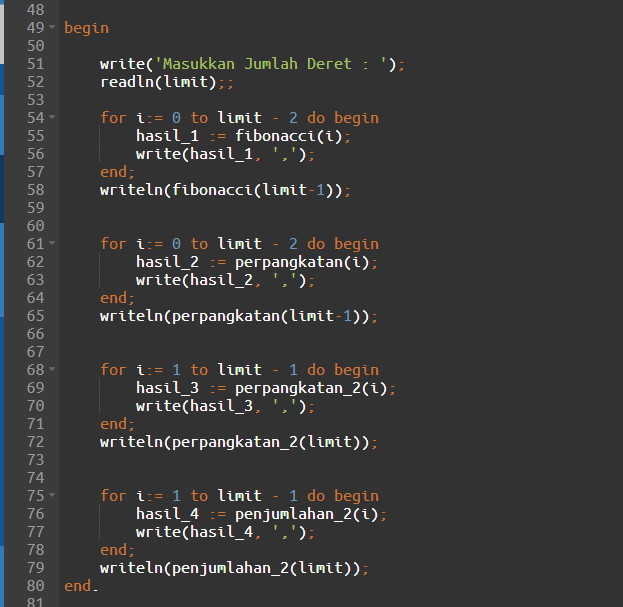 48
49 begin
50
51 write('Masukkan Jumlah Deret : ');
52 readln(limit);;
53
54 for i:= 0 to limit - 2 do begin
55 hasil_1 := fibonacci(i);
56 write(hasil_1, ',');
57 end;
58 writeln(fibonacci(limit-1));
59
60
61 for i:= 0 to limit - 2 do begin
62 hasil_2 := perpangkatan(i);
63 write(hasil_2, ',');
64 end;
65 writeln(perpangkatan(limit-1));
66
67
68 for i:= 1 to limit - 1 do begin
69 hasil_3 := perpangkatan_2(i);
70 write(hasil_3, ',');
71 end;
72 writeln(perpangkatan_2(limit));
73
74
75 for i:= 1 to limit - 1 do begin
76 hasil_4 := penjumlahan_2(i);
77 write(hasil_4, ',');
78 end;
79 writeln(penjumlahan_2(limit));
80 end.
81